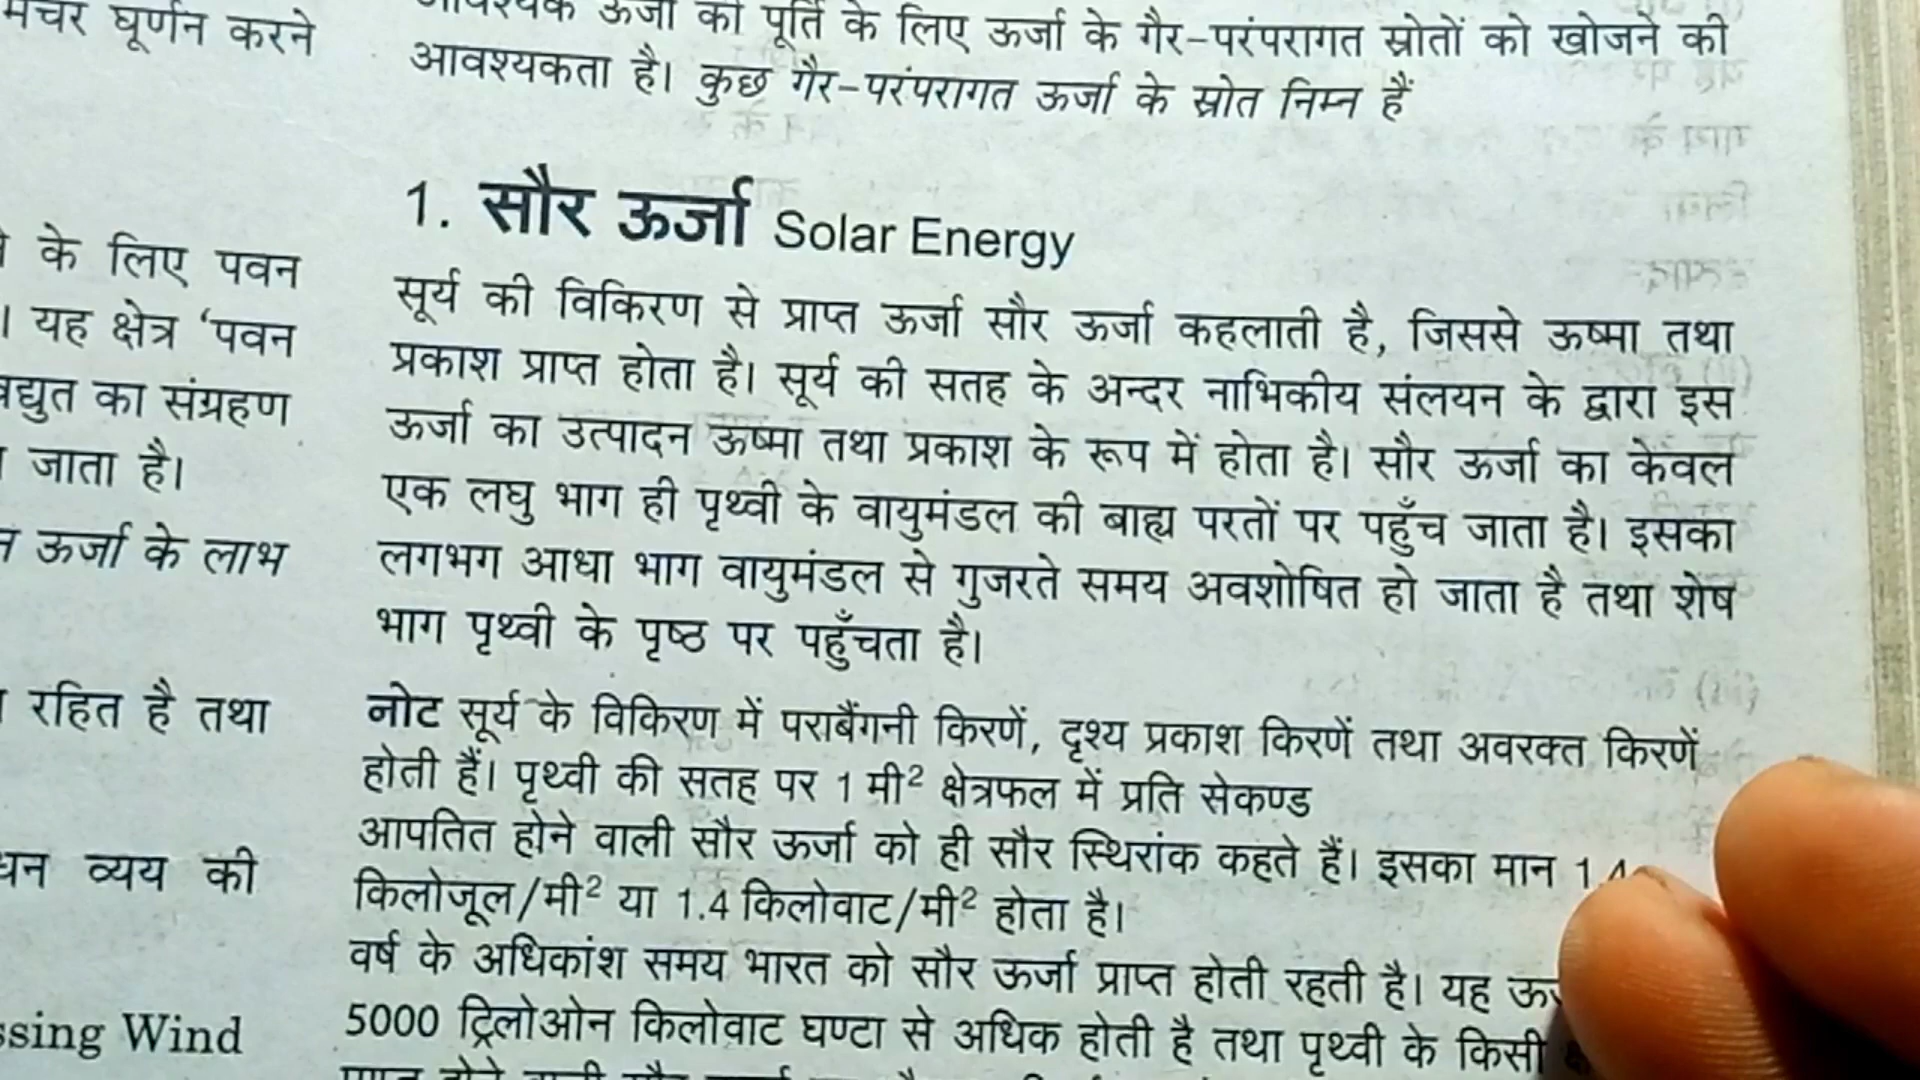 घूर्णन करने
के लिए पवन
। यह क्षेत्र ‘पवन
का संग्रहण
जाता है।
ऊर्जा के लाभ
रहित है तथा
व्यय की
Wind
ऊर्जा की पूर्ति के लिए ऊर्जा के गैर-परंपरागत स्रोतों को खोजने की
आवश्यकता है। कुछ गैर-परंपरागत ऊर्जा के स्रोत निम्न हैं
1. सौर ऊर्जा Solar Energy
सूर्य की विकिरण से प्राप्त ऊर्जा सौर ऊर्जा कहलाती है, जिससे ऊष्मा तथा
प्रकाश प्राप्त होता है। सूर्य की सतह के अन्दर नाभिकीय संलयन के द्वारा इस
ऊर्जा का उत्पादन ऊष्मा तथा प्रकाश के रूप में होता है। सौर ऊर्जा का केवल
एक लघु भाग ही पृथ्वी के वायुमंडल की बाह्य परतों पर पहुँच जाता है। इसका
लगभग आधा भाग वायुमंडल से गुजरते समय अवशोषित हो जाता है तथा शेष
भाग पृथ्वी के पृष्ठ पर पहुँचता है।
नोट सूर्य के विकिरण में पराबैंगनी किरणें, दृश्य प्रकाश किरणें तथा अवरक्त किरणें
होती हैं। पृथ्वी की सतह पर 1 मी² क्षेत्रफल में प्रति सेकण्ड
आपतित होने वाली सौर ऊर्जा को ही सौर स्थिरांक कहते हैं। इसका मान 1.4
किलोजूल/मी² या 1.4 किलोवाट/मी² होता है।
वर्ष के अधिकांश समय भारत को सौर ऊर्जा प्राप्त होती रहती है। यह
5000 ट्रिलोओन किलोवाट घण्टा से अधिक होती है तथा पृथ्वी के किसी